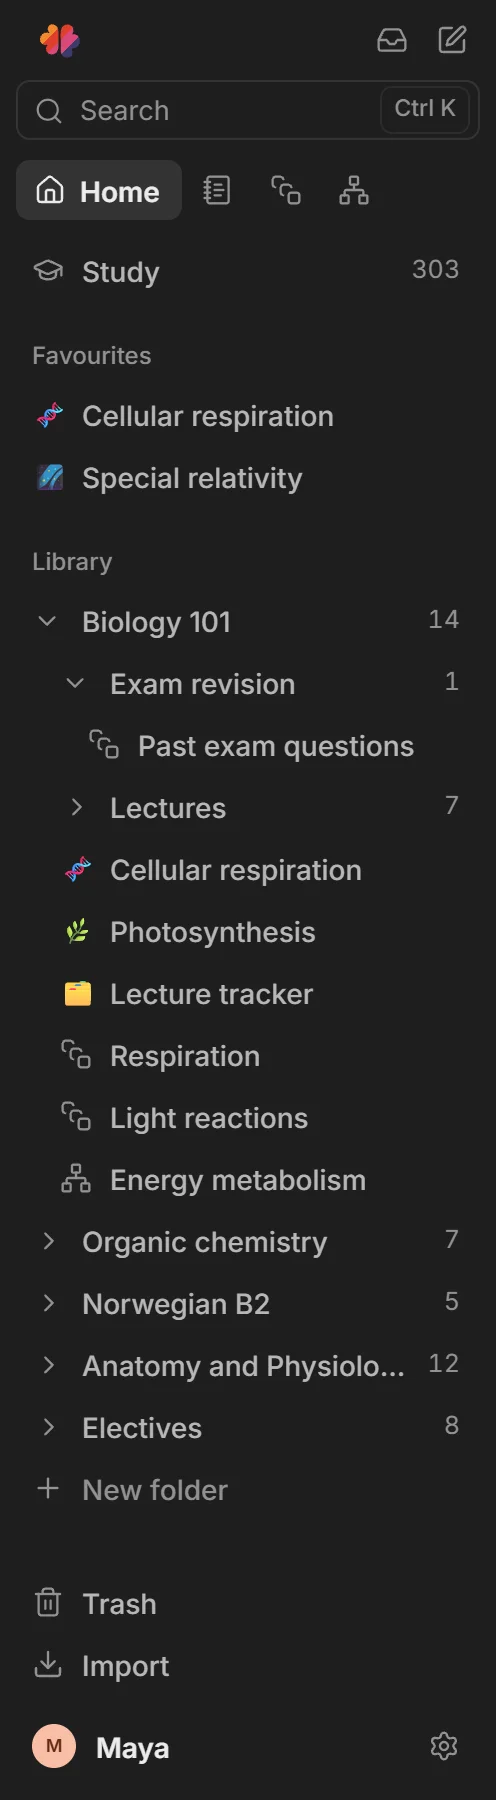 Search Ctrl K
Home
Study 303
Favourites
Cellular respiration
Special relativity
Library
Biology 101 14
Exam revision 1
Past exam questions
Lectures 7
Cellular respiration
Photosynthesis
Lecture tracker
Respiration
Light reactions
Energy metabolism
Organic chemistry 7
Norwegian B2 5
Anatomy and Physiolo... 12
Electives 8
New folder
Trash
Import
M Maya